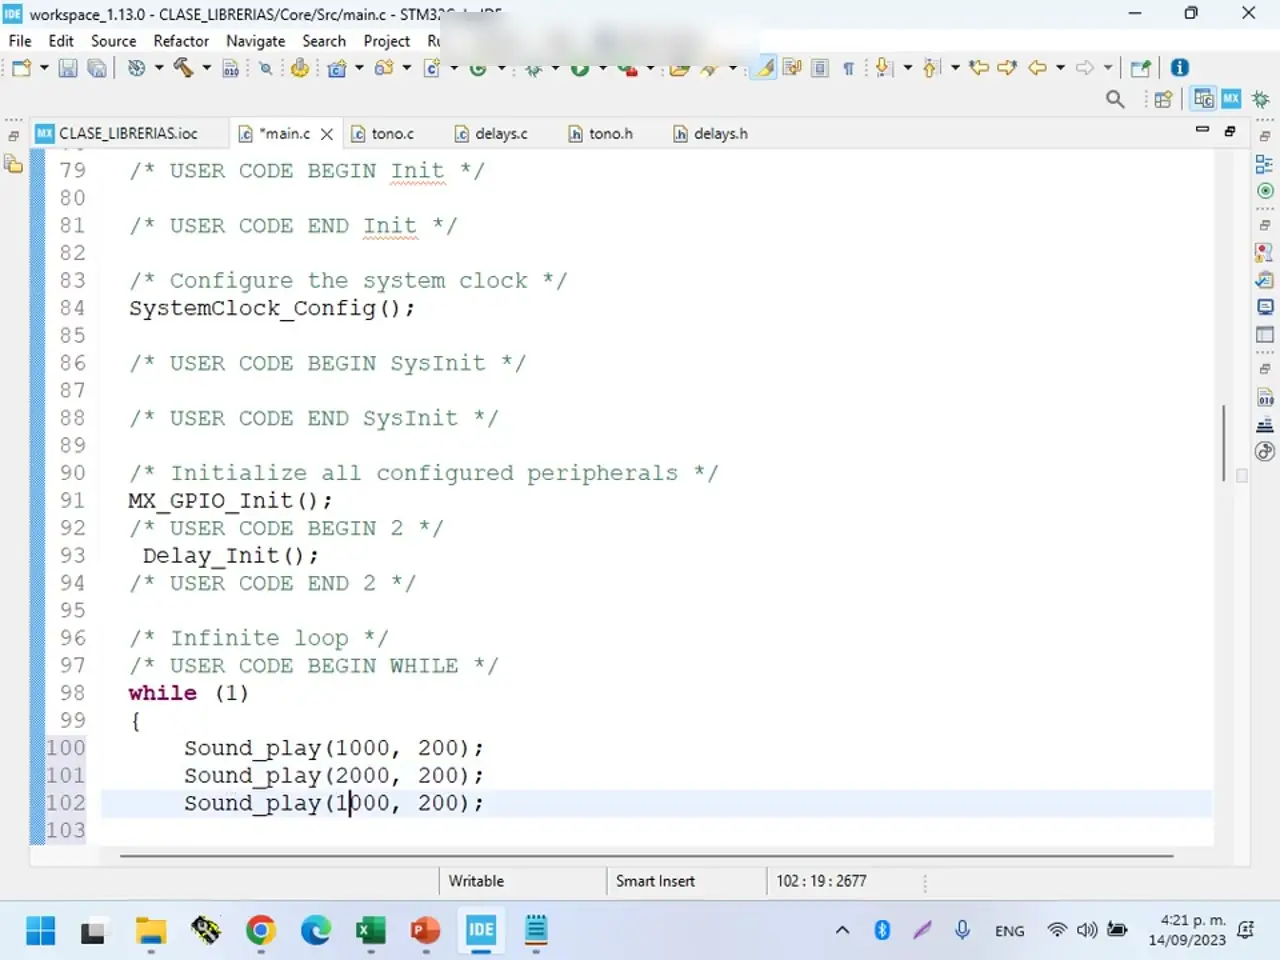 IDE workspace_1.13.0 - CLASE_LIBRERIAS/Core/Src/main.c -
File Edit Source Refactor Navigate Search Project
MX CLASE_LIBRERIAS.ioc *main.c tono.c delays.c tono.h delays.h
79 /* USER CODE BEGIN Init */
80
81 /* USER CODE END Init */
82
83 /* Configure the system clock */
84 SystemClock_Config();
85
86 /* USER CODE BEGIN SysInit */
87
88 /* USER CODE END SysInit */
89
90 /* Initialize all configured peripherals */
91 MX_GPIO_Init();
92 /* USER CODE BEGIN 2 */
93 Delay_Init();
94 /* USER CODE END 2 */
95
96 /* Infinite loop */
97 /* USER CODE BEGIN WHILE */
98 while (1)
99 {
100 Sound_play(1000, 200);
101 Sound_play(2000, 200);
102 Sound_play(1000, 200);
103
Writable Smart Insert 102 : 19 : 2677
IDE ENG 4:21 p. m.
14/09/2023